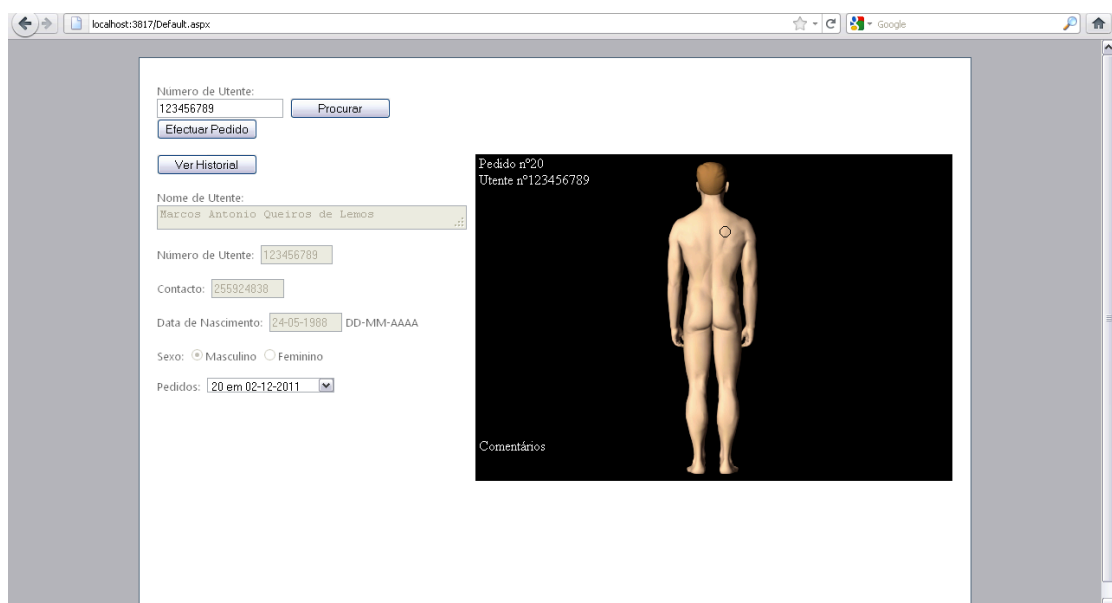 localhost:3817/Default.aspx
Google
Número de Utente:
123456789 Procurar
Efectuar Pedido
Ver Historial
Nome de Utente:
Marcos Antonio Queiros de Lemos
Número de Utente: 123456789
Contacto: 255924838
Data de Nascimento: 24-05-1988 DD-MM-AAAA
Sexo: Masculino Feminino
Pedidos: 20 em 02-12-2011
Pedido nº20
Utente nº123456789
Comentários